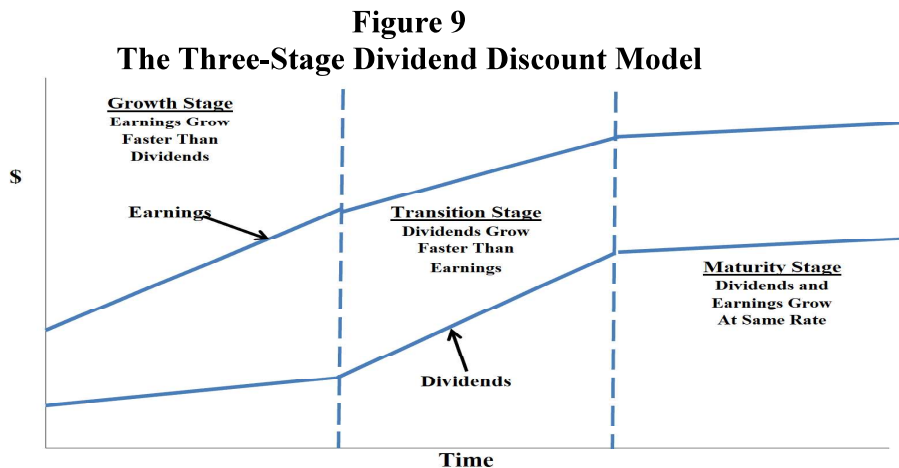 Figure 9
The Three-Stage Dividend Discount Model
Growth Stage
Earnings Grow
Faster Than
Dividends
$
Earnings
Transition Stage
Dividends Grow
Faster Than
Earnings
Maturity Stage
Dividends and
Earnings Grow
At Same Rate
Dividends
Time